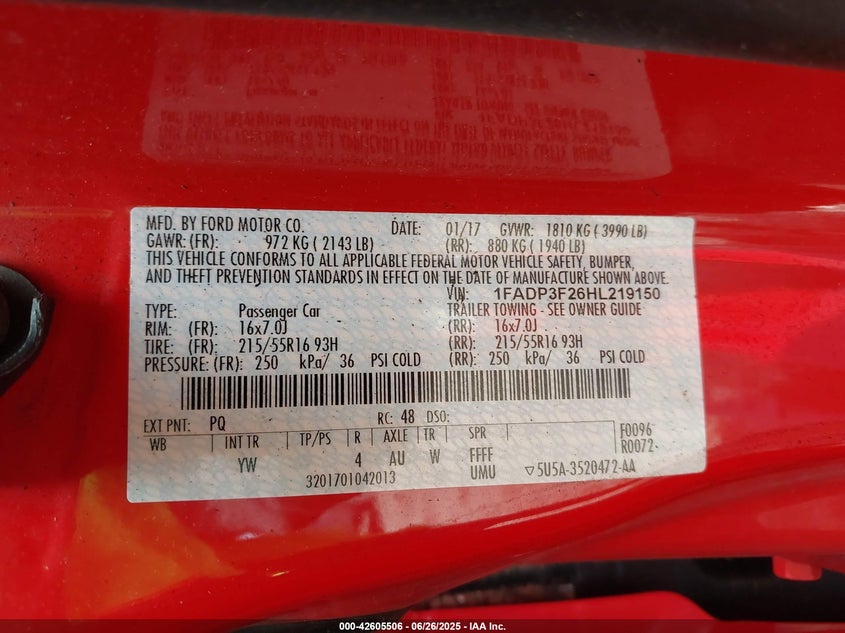 MFD. BY FORD MOTOR CO. DATE: 01/17 GVWR: 1810 KG ( 3990 LB)
GAWR: (FR): 972 KG ( 2143 LB) (RR): 880 KG ( 1940 LB)
THIS VEHICLE CONFORMS TO ALL APPLICABLE FEDERAL MOTOR VEHICLE SAFETY, BUMPER,
AND THEFT PREVENTION STANDARDS IN EFFECT ON THE DATE OF MANUFACTURE SHOWN ABOVE.
VIN: 1FADP3F26HL219150
TYPE: Passenger Car TRAILER TOWING - SEE OWNER GUIDE
RIM: (FR): 16x7.0J (RR): 16x7.0J
TIRE: (FR): 215/55R16 93H (RR): 215/55R16 93H
PRESSURE: (FR): 250 kPa/ 36 PSI COLD (RR): 250 kPa/ 36 PSI COLD
EXT PNT: PQ RC: 48 DSO:
WB INT TR TP/PS R AXLE TR SPR F0096
R0072
YW 4 AU W FFFF
UMU
3201701042013 ▽5U5A-3520472-AA
000-42605506 - 06/26/2025 - IAA Inc.